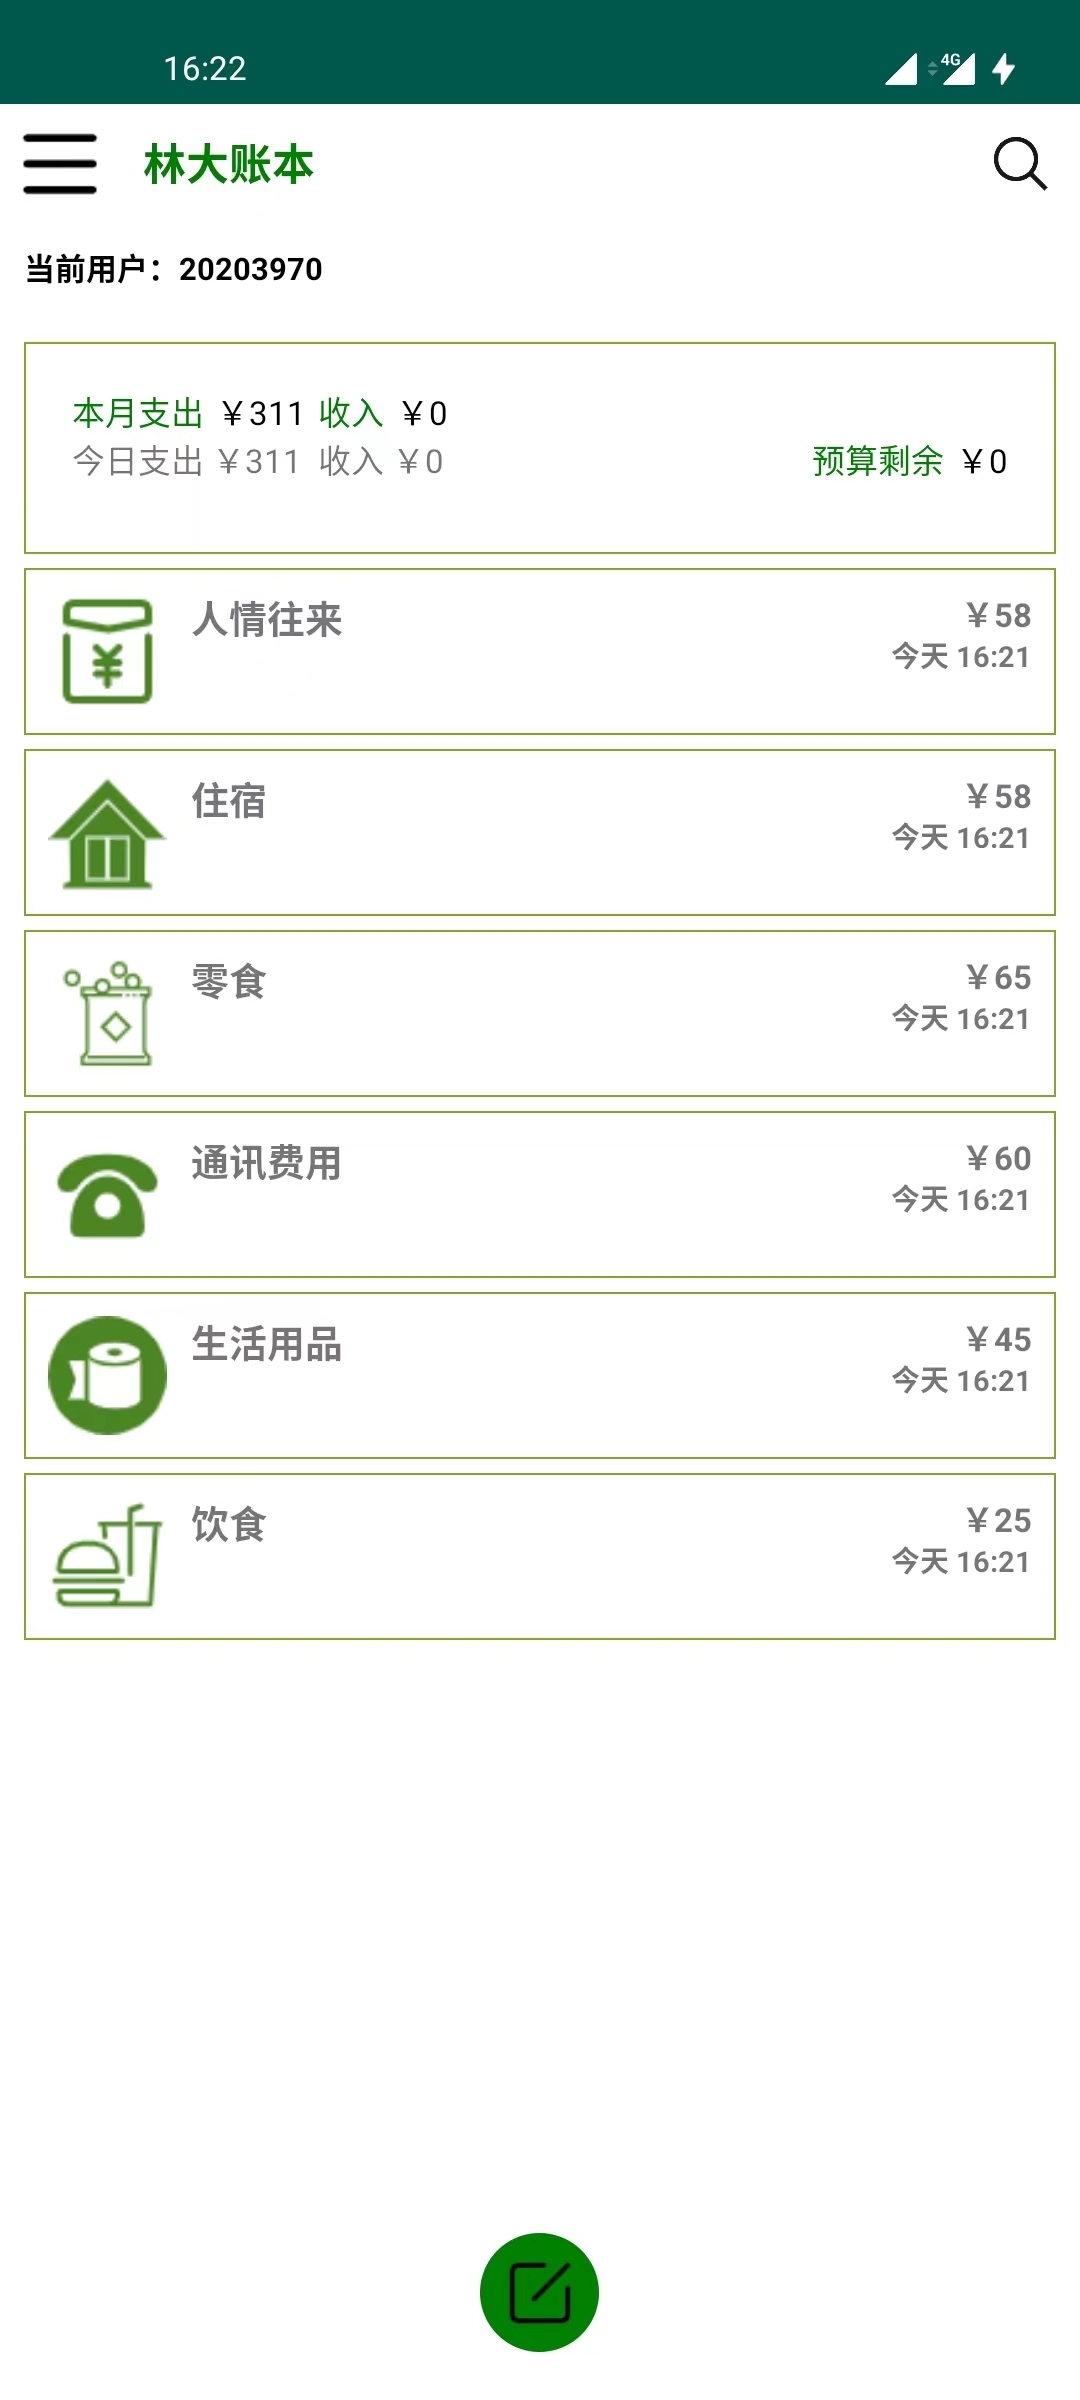 16:22
4G
林大账本
当前用户：20203970
本月支出 ￥311 收入 ￥0
今日支出 ￥311 收入 ￥0
预算剩余 ￥0
人情往来
￥58
今天 16:21
住宿
￥58
今天 16:21
零食
￥65
今天 16:21
通讯费用
￥60
今天 16:21
生活用品
￥45
今天 16:21
饮食
￥25
今天 16:21